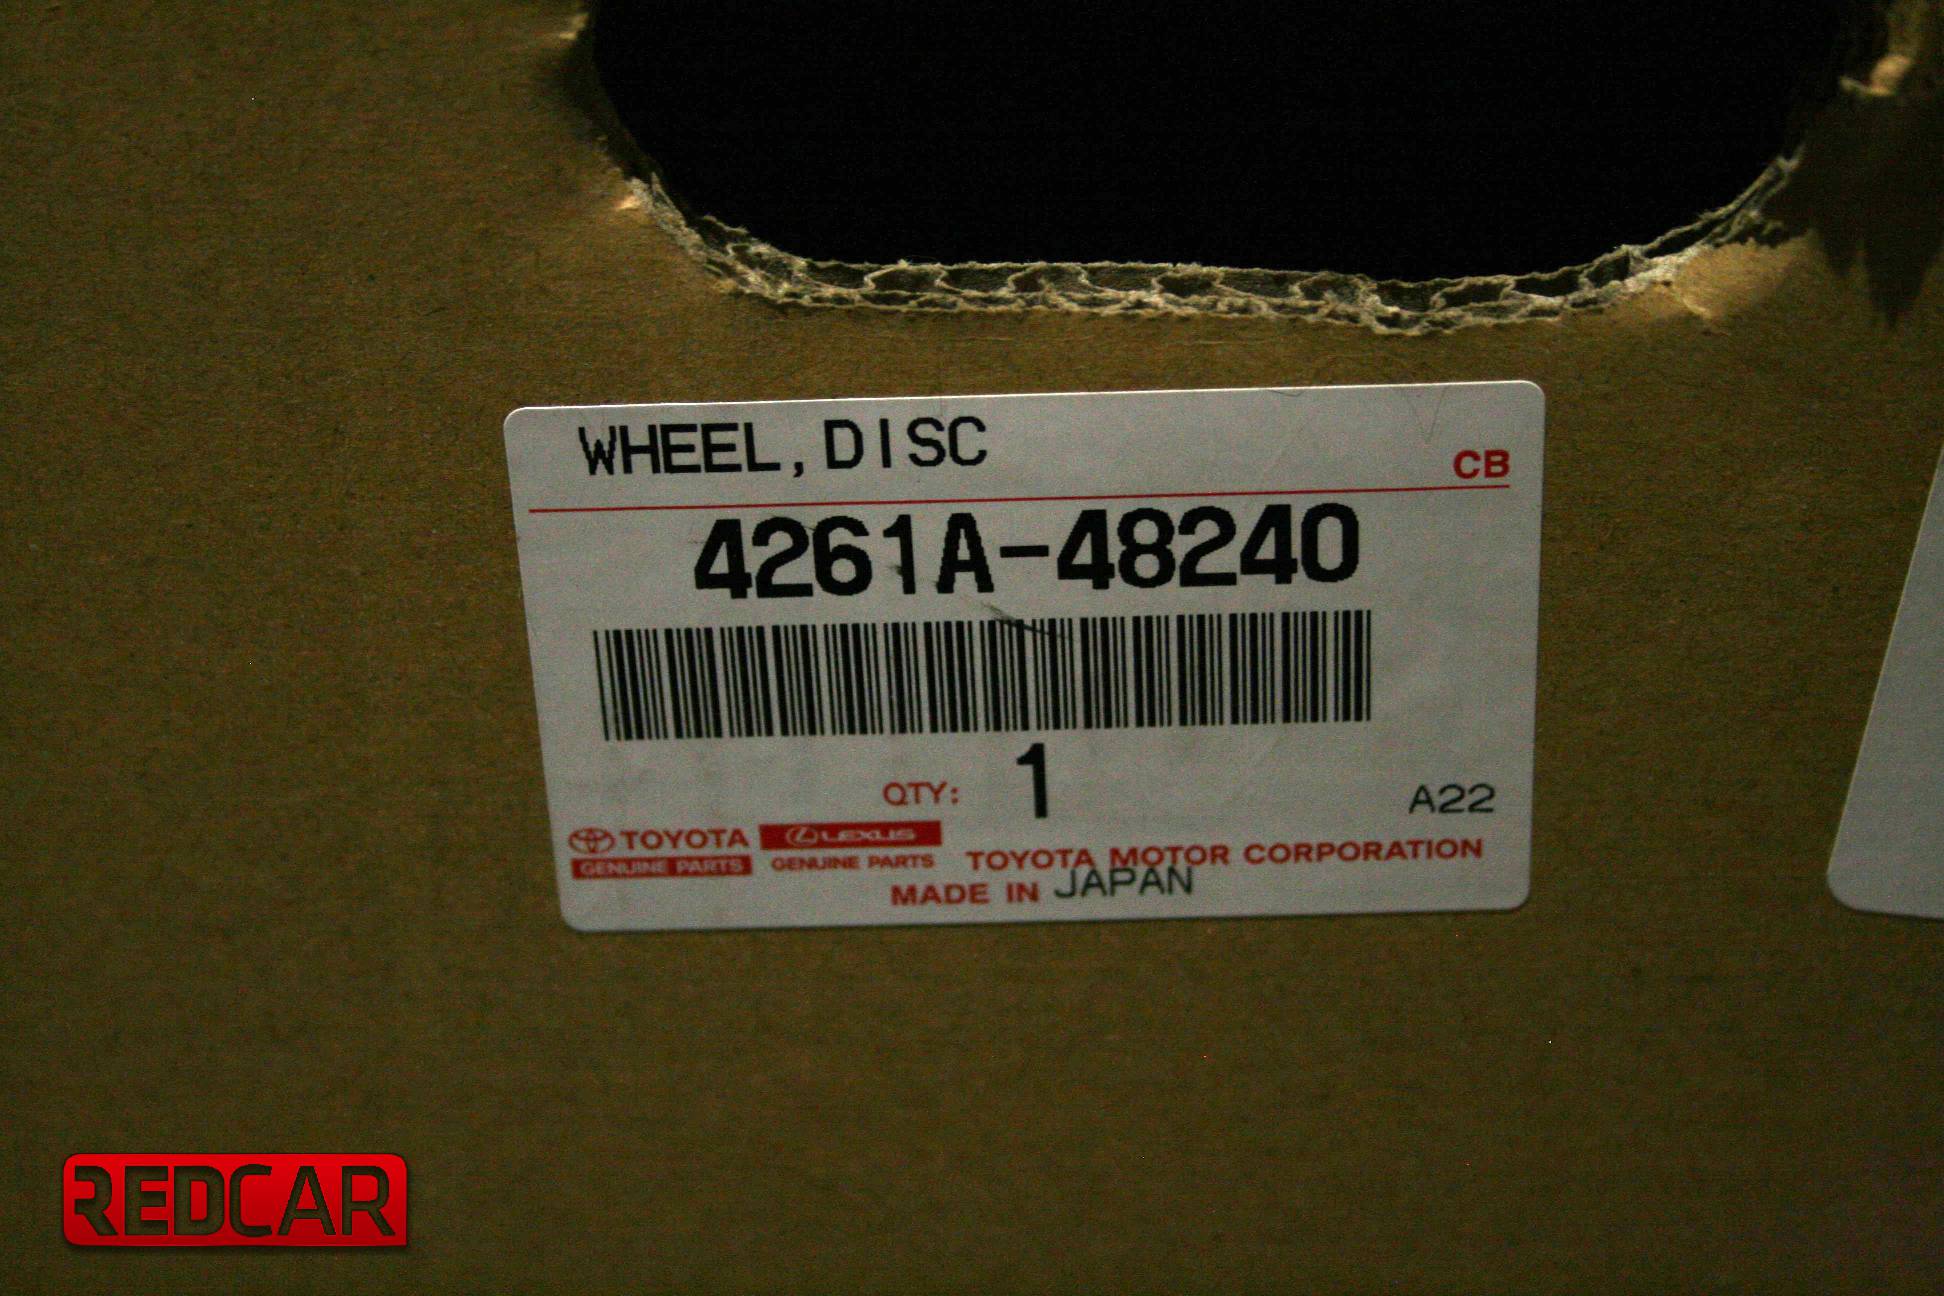 WHEEL, DISC
CB
4261A-48240
QTY: 1
A22
TOYOTA LEXUS
GENUINE PARTS GENUINE PARTS TOYOTA MOTOR CORPORATION
MADE IN JAPAN
REDCAR